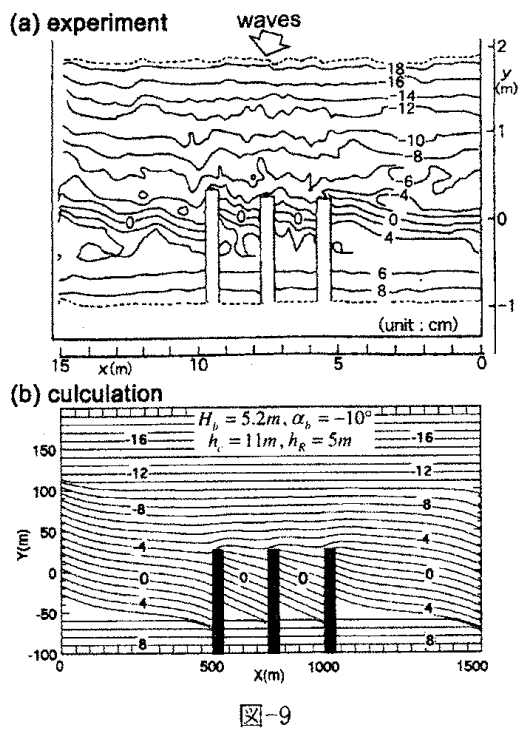 (a) experiment
waves
2
18
-16
-14
-12
-10
-8
-6
-4
0 0 0 0
4
6
8
y (m)
1
0
-1
(unit : cm)
15 10 5 0
x(m)
(b) culculation
H_b = 5.2m, α_b = -10°
h_c = 11m, h_R = 5m
-16 -16
-12 -12
-8 8
-4 -4
0 0 0 0
4 4
8 8
Y(m)
150
100
50
0
-50
-100
0 500 1000 1500
X(m)
図-9